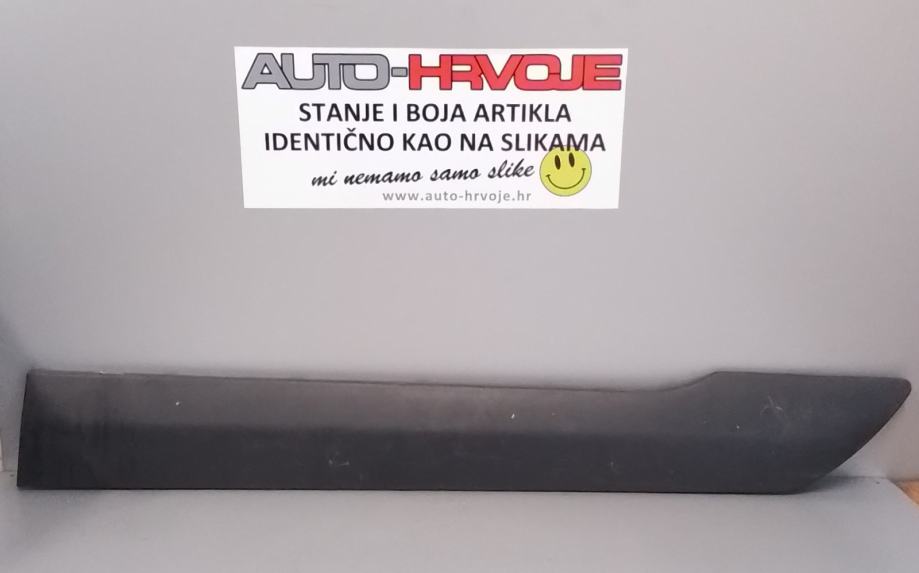 AUTO-HRVOJE
STANJE I BOJA ARTIKLA
IDENTIČNO KAO NA SLIKAMA
mi nemamo samo slike
www.auto-hrvoje.hr